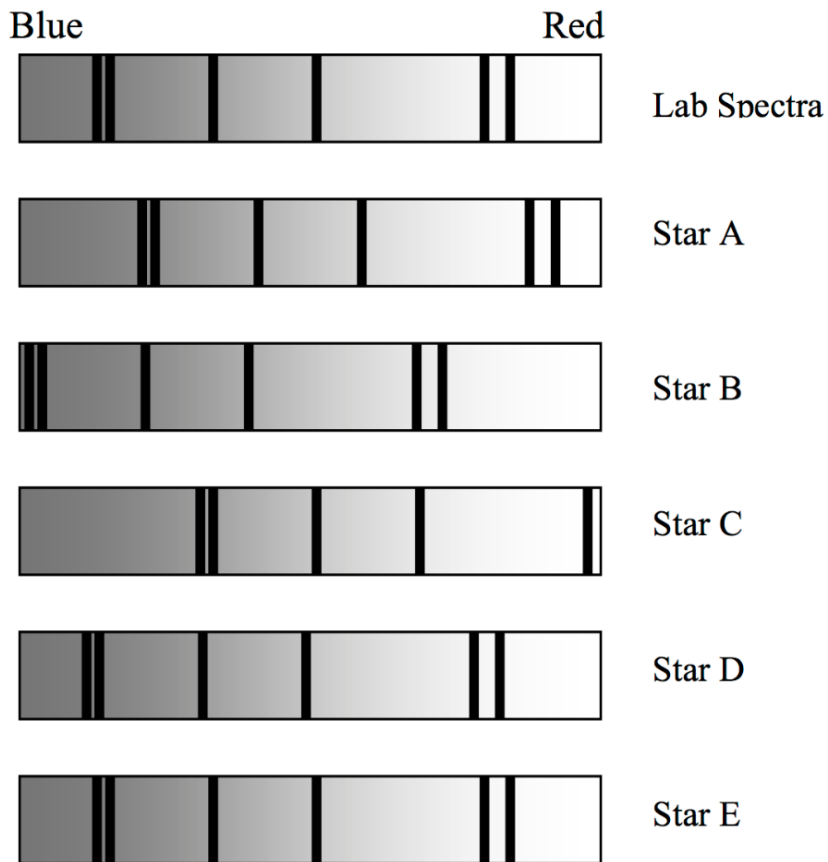 Blue Red
Lab Spectra
Star A
Star B
Star C
Star D
Star E